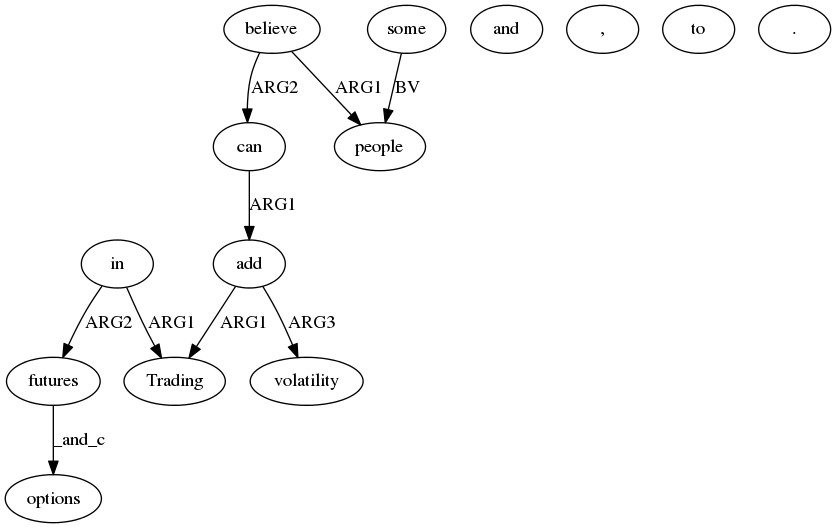 believe some and , to .
ARG2 ARG1 BV
can people
ARG1
in add
ARG2 ARG1 ARG1 ARG3
futures Trading volatility
_and_c
options